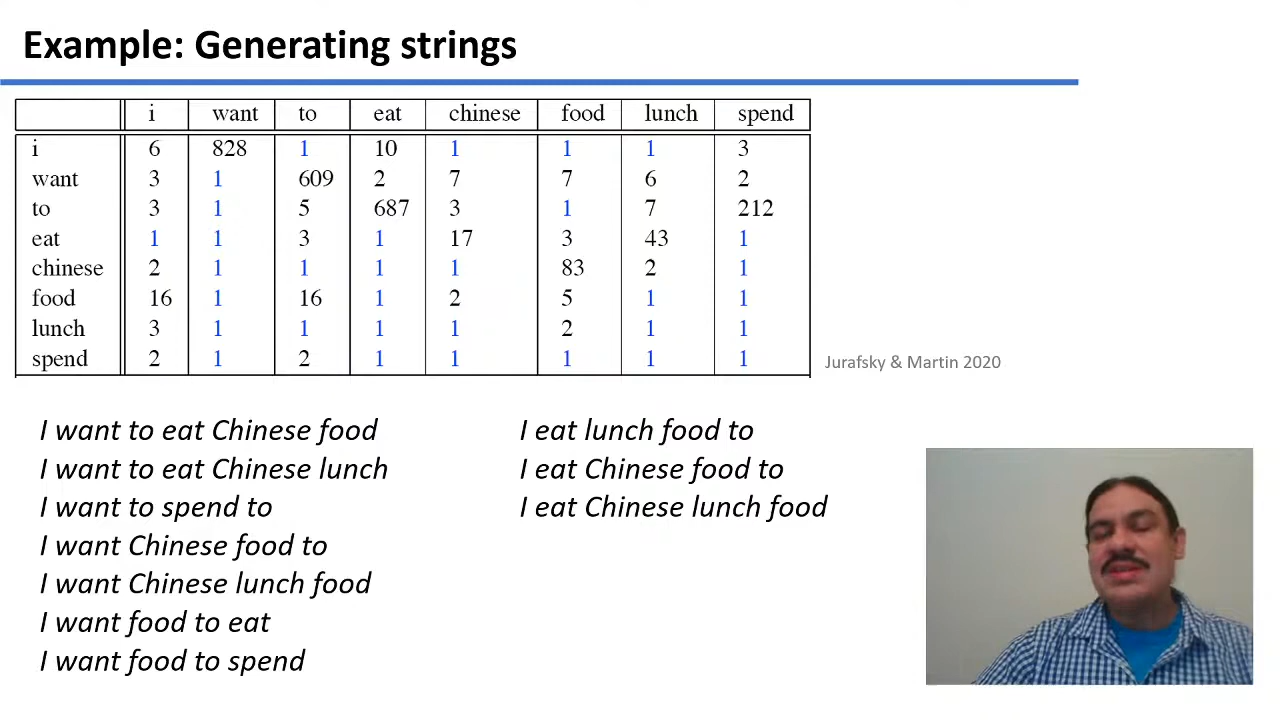 Example: Generating strings
i want to eat chinese food lunch spend
i 6 828 1 10 1 1 1 3
want 3 1 609 2 7 7 6 2
to 3 1 5 687 3 1 7 212
eat 1 1 3 1 17 3 43 1
chinese 2 1 1 1 1 83 2 1
food 16 1 16 1 2 5 1 1
lunch 3 1 1 1 1 2 1 1
spend 2 1 2 1 1 1 1 1
Jurafsky & Martin 2020
I want to eat Chinese food
I want to eat Chinese lunch
I want to spend to
I want Chinese food to
I want Chinese lunch food
I want food to eat
I want food to spend
I eat lunch food to
I eat Chinese food to
I eat Chinese lunch food